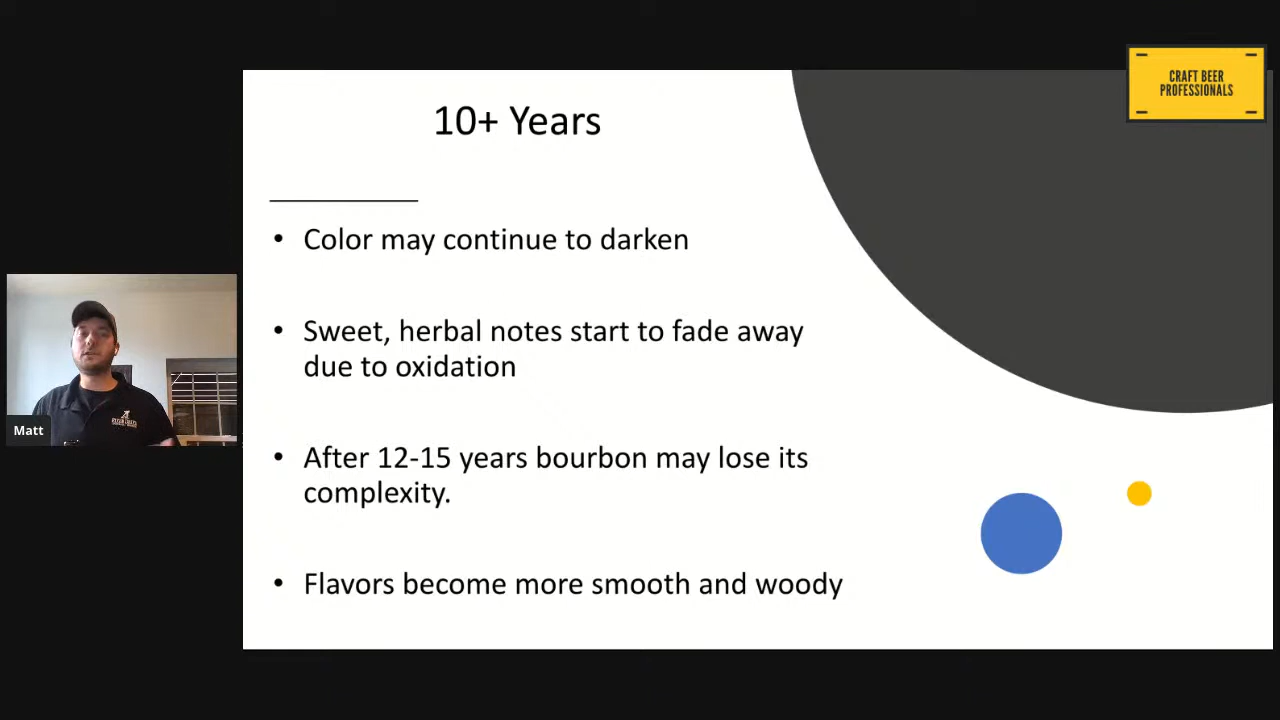 CRAFT BEER
PROFESSIONALS
10+ Years
• Color may continue to darken
• Sweet, herbal notes start to fade away
due to oxidation
• After 12-15 years bourbon may lose its
complexity.
• Flavors become more smooth and woody
Matt